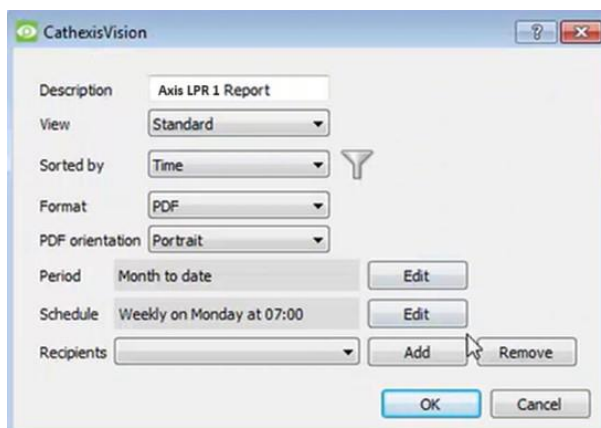 CathexisVision
Description Axis LPR 1 Report
View Standard
Sorted by Time
Format PDF
PDF orientation Portrait
Period Month to date Edit
Schedule Weekly on Monday at 07:00 Edit
Recipients Add Remove
OK Cancel